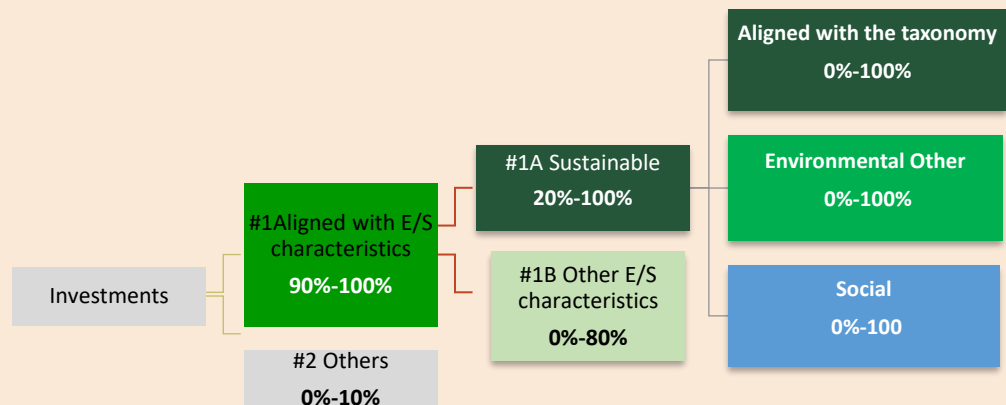 Investments
#1Aligned with E/S
characteristics
90%-100%
#2 Others
0%-10%
#1A Sustainable
20%-100%
#1B Other E/S
characteristics
0%-80%
Aligned with the taxonomy
0%-100%
Environmental Other
0%-100%
Social
0%-100